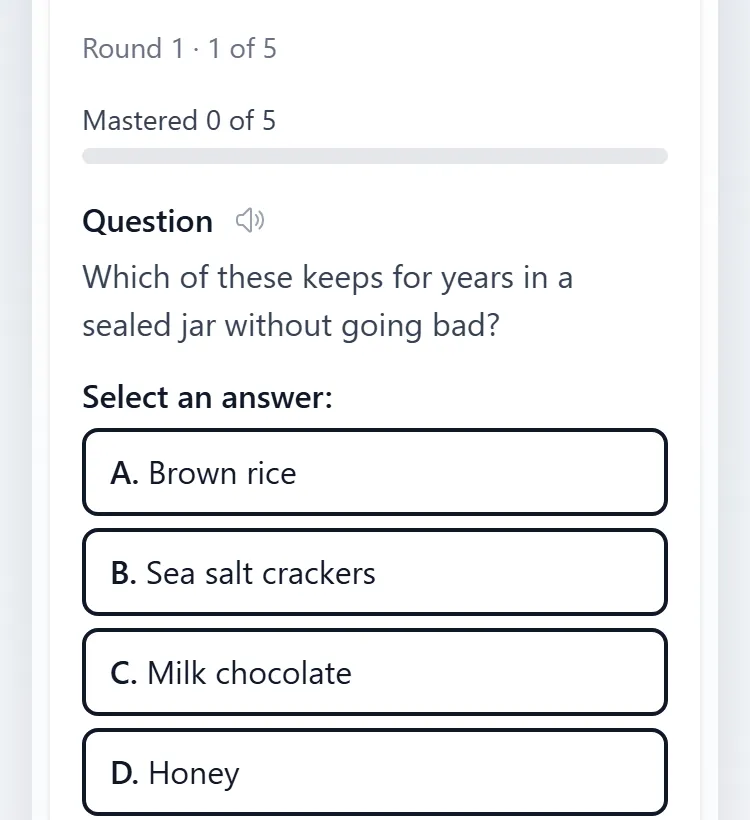 Round 1 · 1 of 5
Mastered 0 of 5
Question
Which of these keeps for years in a
sealed jar without going bad?
Select an answer:
A. Brown rice
B. Sea salt crackers
C. Milk chocolate
D. Honey